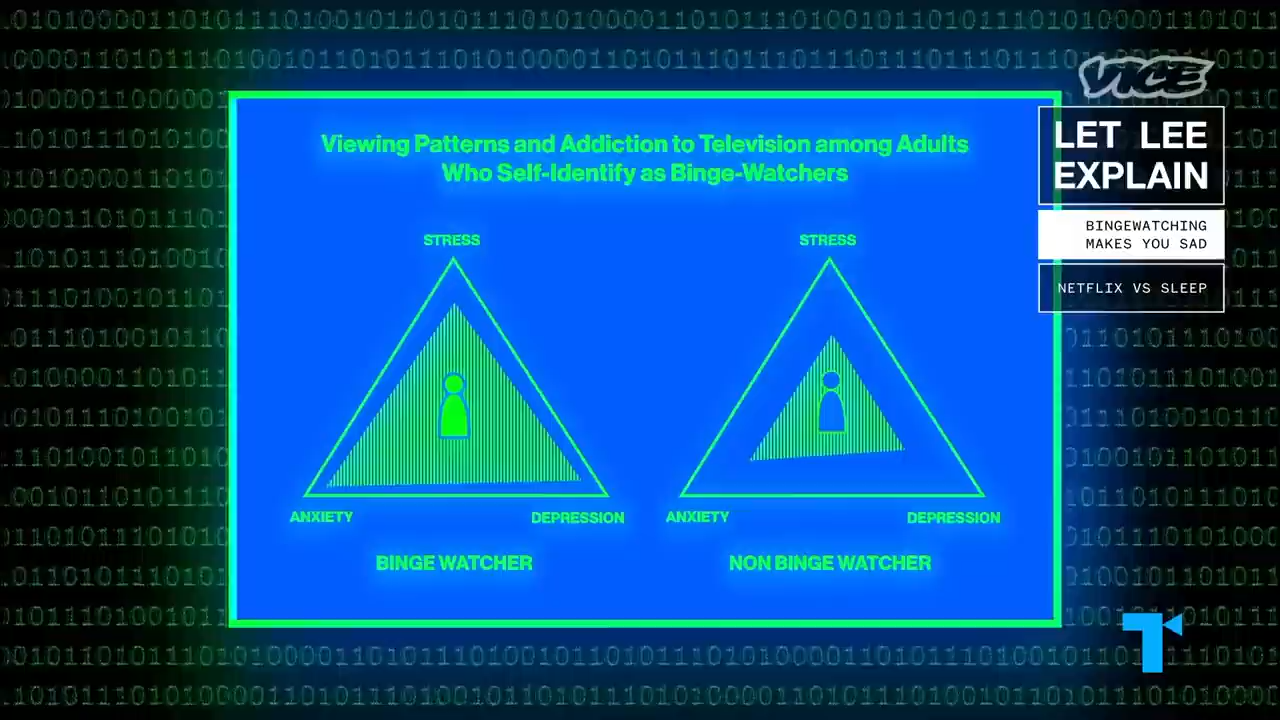 VICE
LET LEE
EXPLAIN
BINGEWATCHING
MAKES YOU SAD
NETFLIX VS SLEEP
Viewing Patterns and Addiction to Television among Adults
Who Self-Identify as Binge-Watchers
STRESS
ANXIETY
DEPRESSION
BINGE WATCHER
STRESS
ANXIETY
DEPRESSION
NON BINGE WATCHER